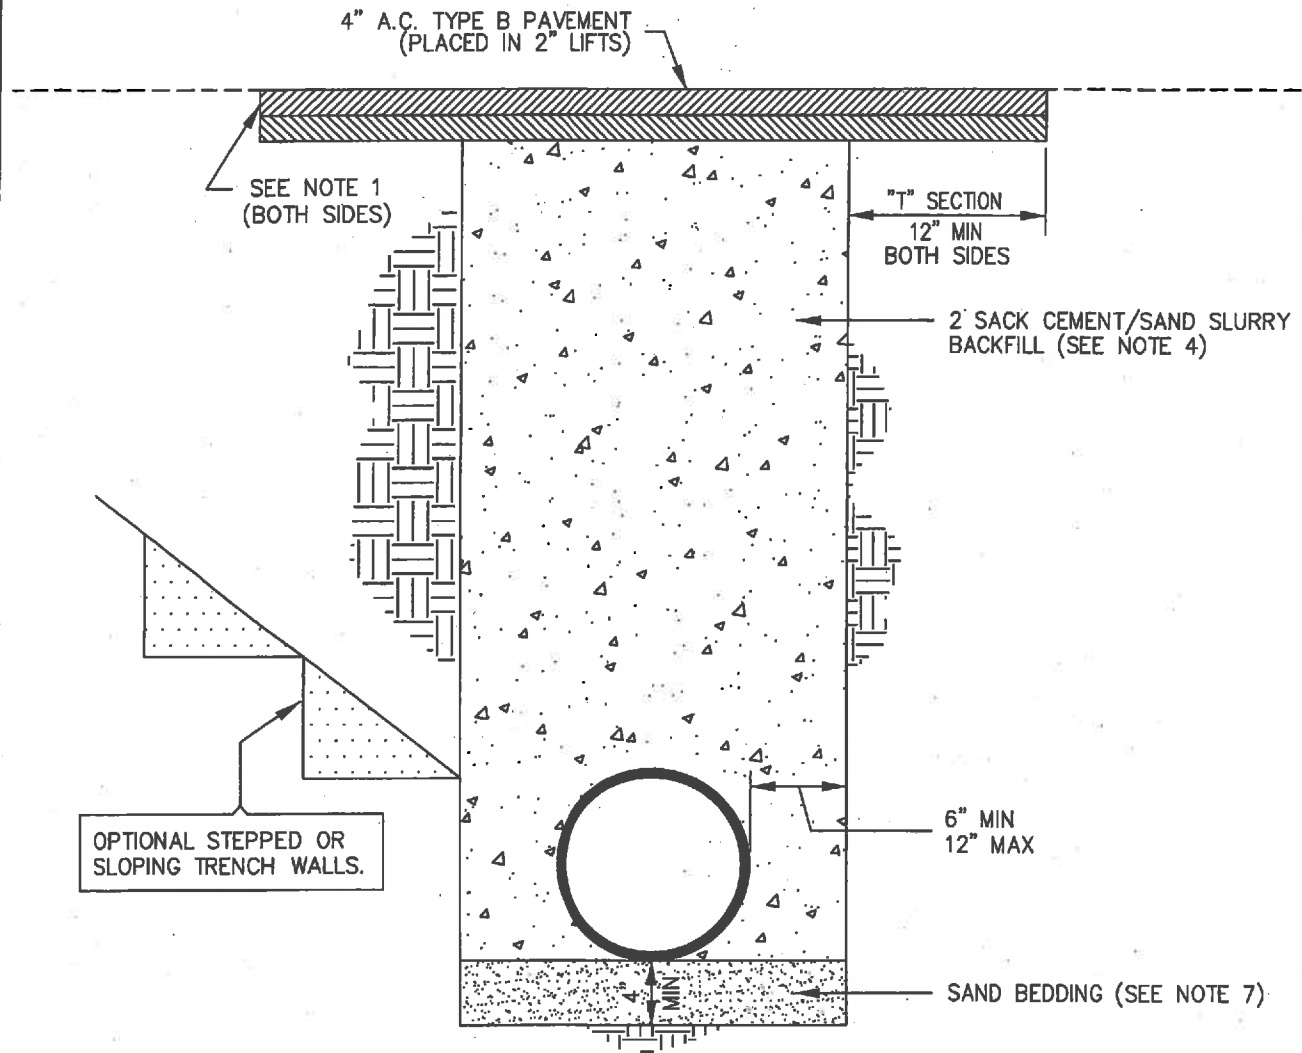 4" A.C. TYPE B PAVEMENT
(PLACED IN 2" LIFTS)
SEE NOTE 1
(BOTH SIDES)
"T" SECTION
12" MIN
BOTH SIDES
2 SACK CEMENT/SAND SLURRY
BACKFILL (SEE NOTE 4)
OPTIONAL STEPPED OR
SLOPING TRENCH WALLS.
6" MIN
12" MAX
4"
MIN
SAND BEDDING (SEE NOTE 7)